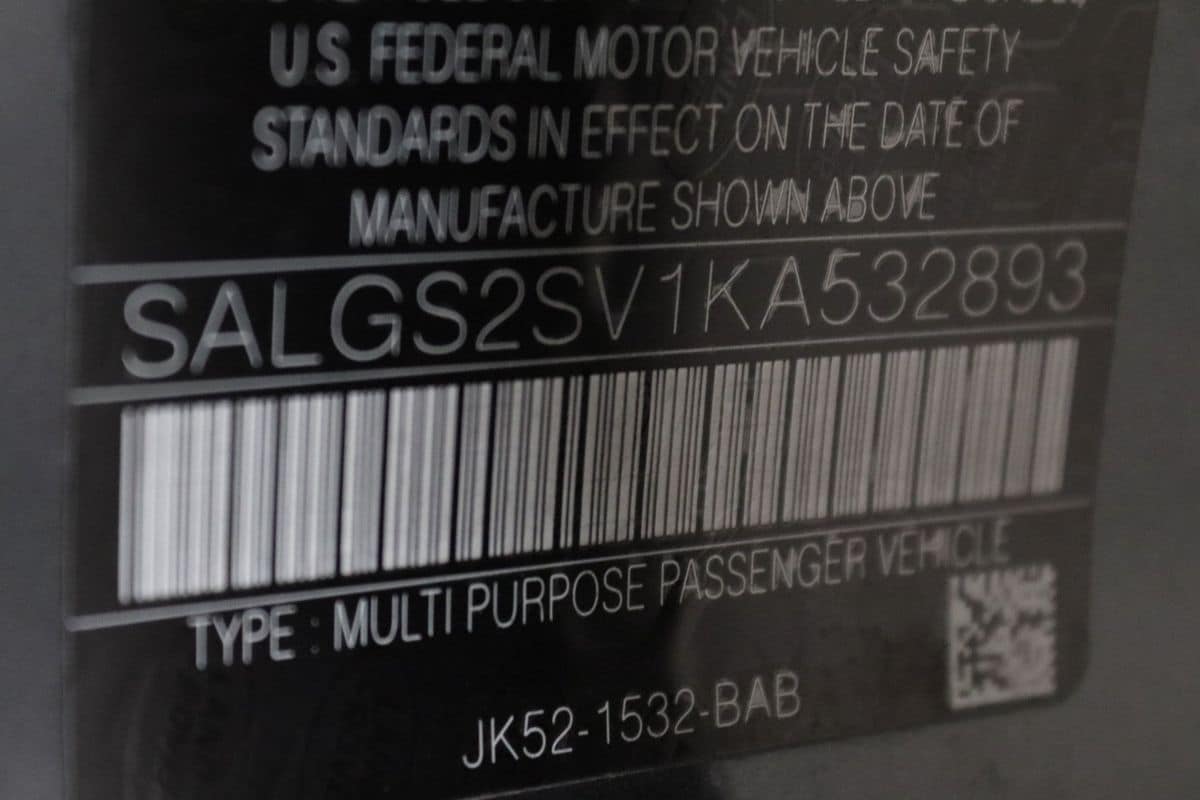 US FEDERAL MOTOR VEHICLE SAFETY
STANDARDS IN EFFECT ON THE DATE OF
MANUFACTURE SHOWN ABOVE
SALGS2SV1KA532893
TYPE : MULTI PURPOSE PASSENGER VEHICLE
JK52-1532-BAB